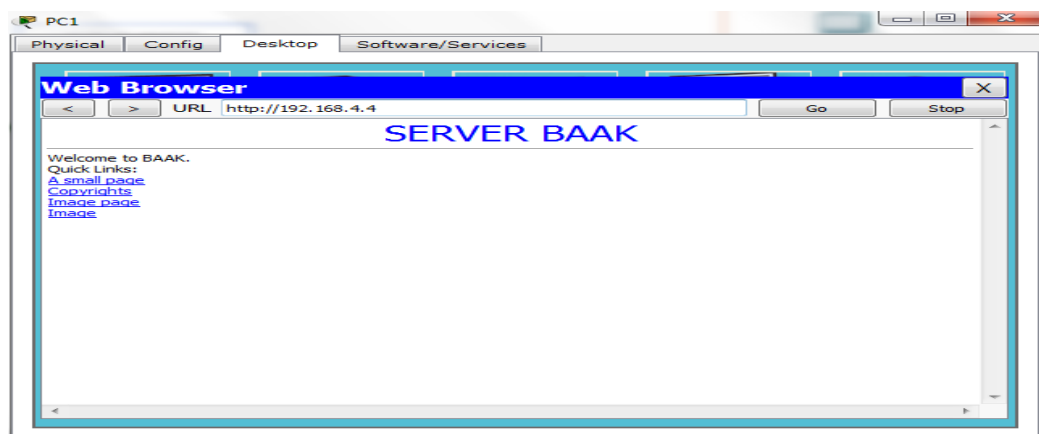 PC1
Physical Config Desktop Software/Services
Web Browser X
< > URL http://192.168.4.4 Go Stop
SERVER BAAK
Welcome to BAAK.
Quick Links:
A small page
Copyrights
Image page
Image